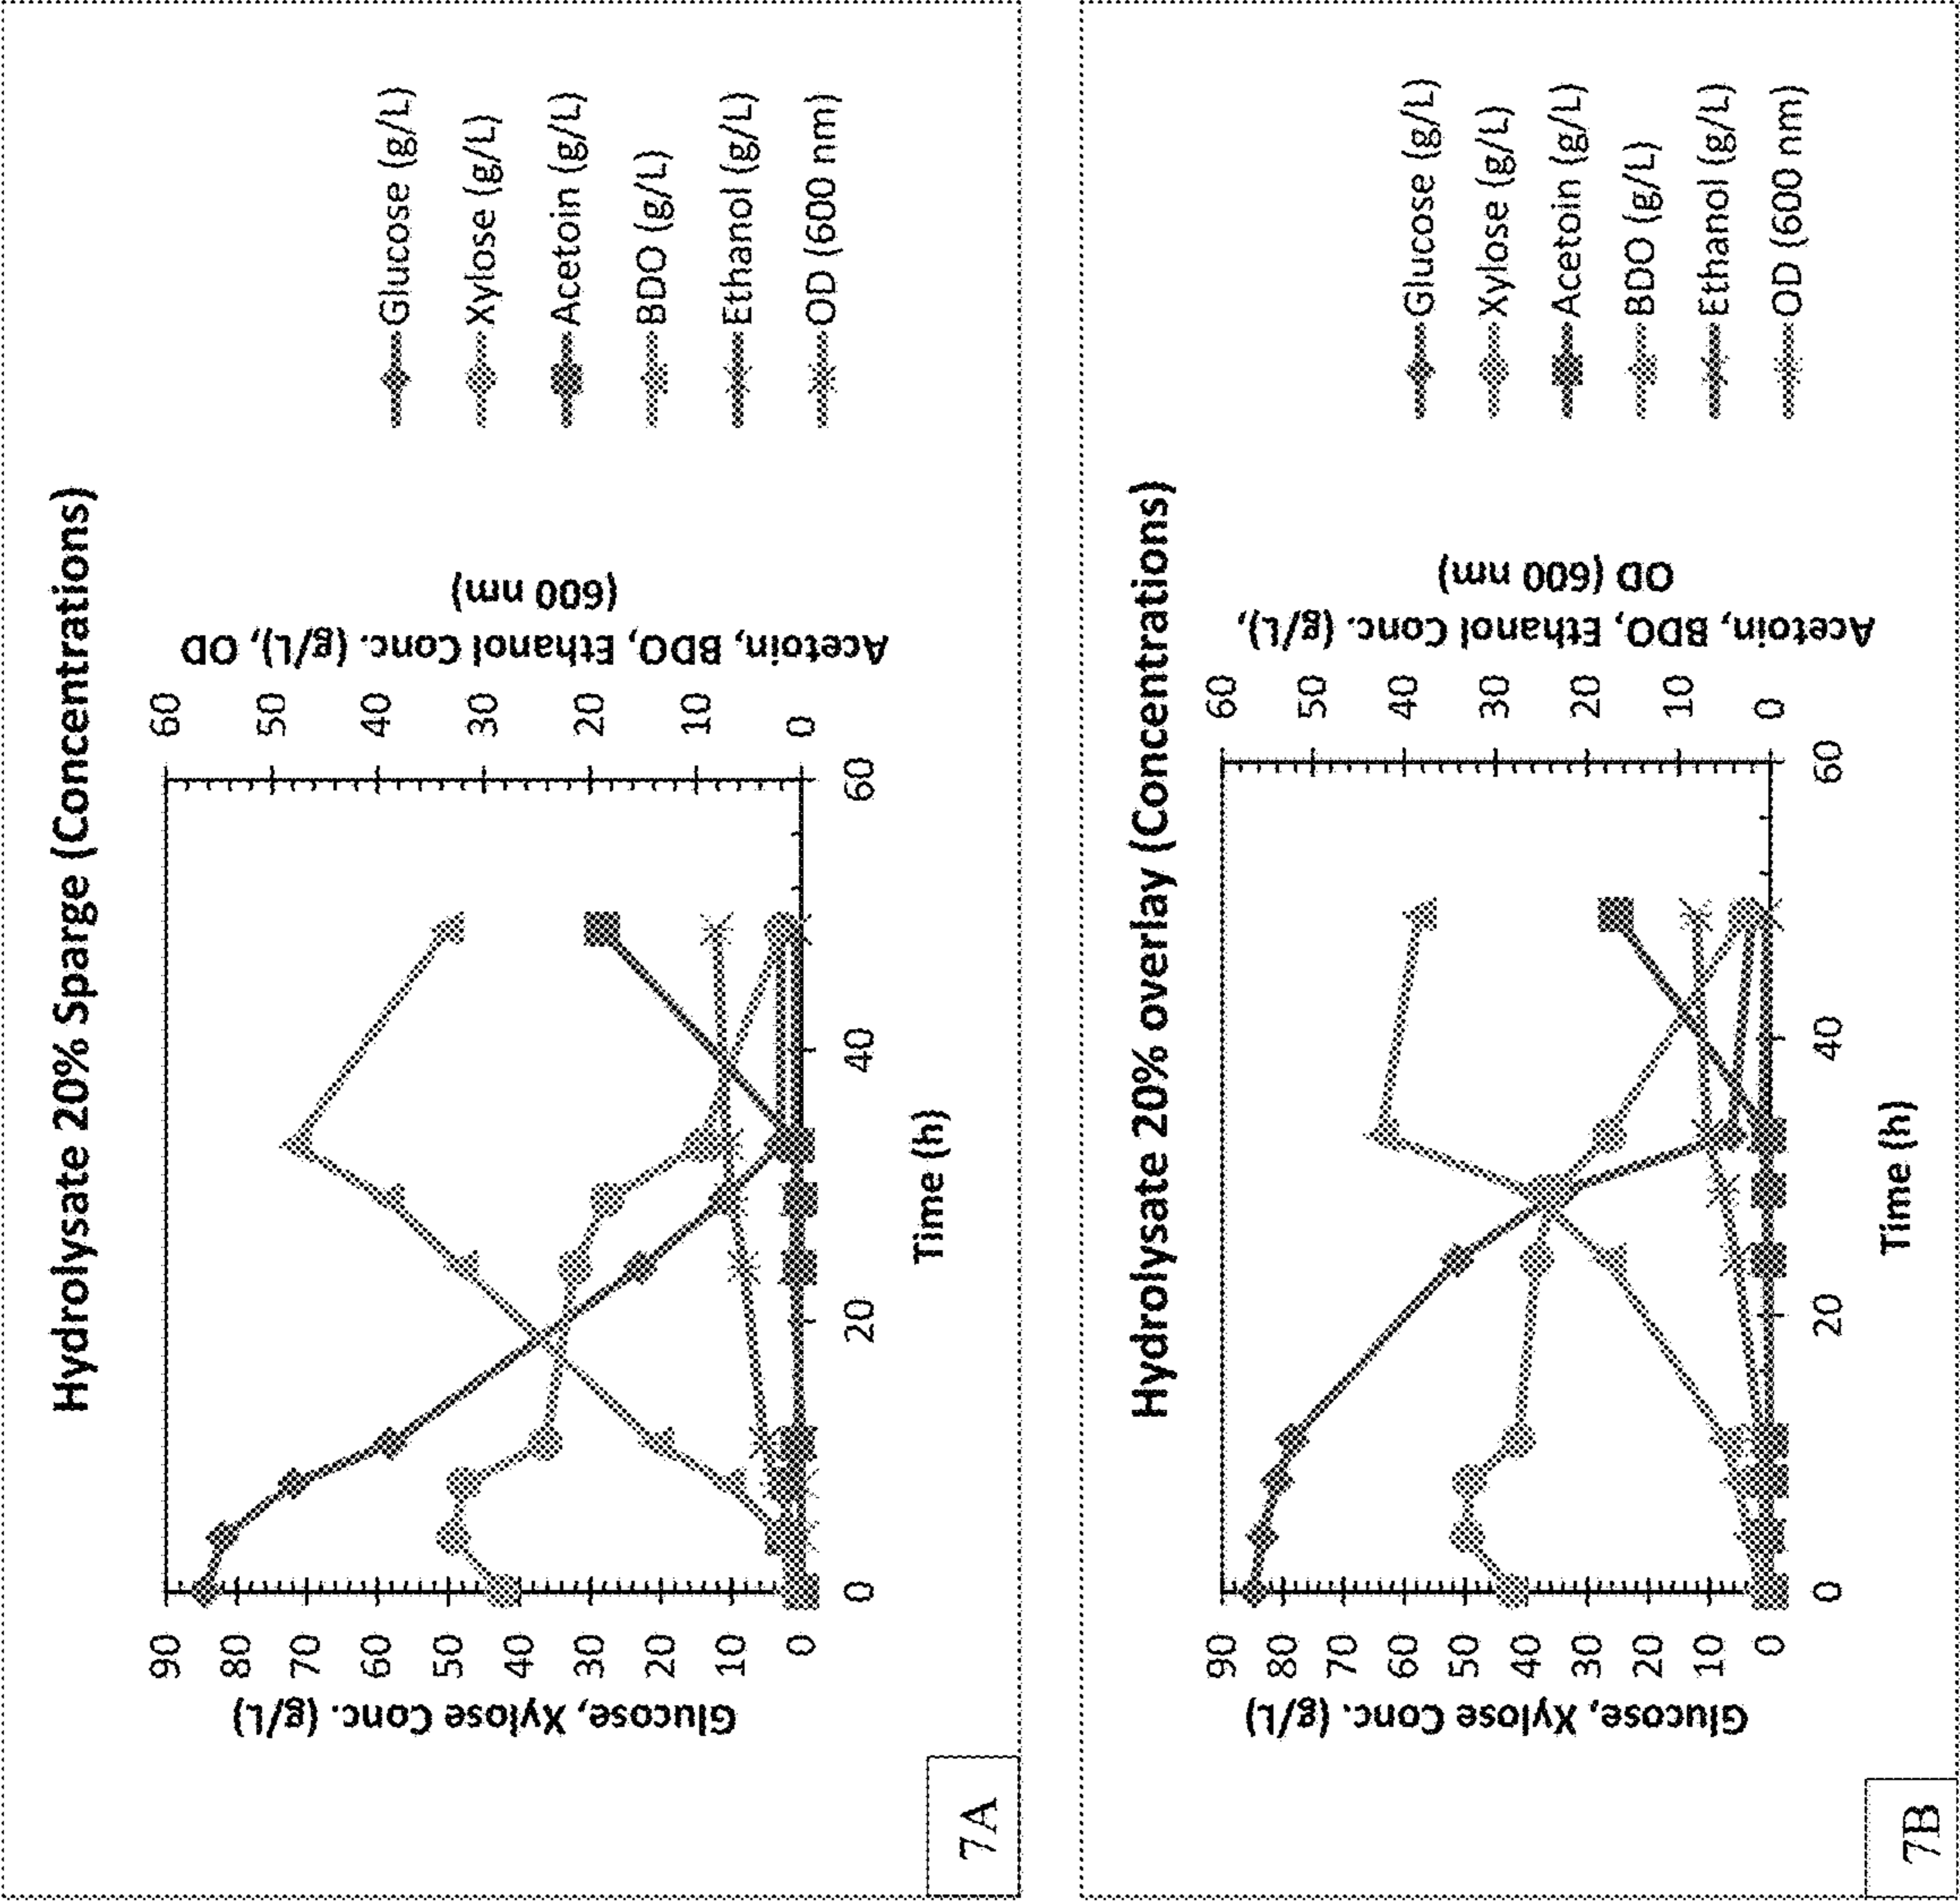 Hydrolysate 20% Sparge (Concentrations)
Glucose, Xylose Conc. (g/L)
90
80
70
60
50
40
30
20
10
0
0
20
40
60
Time (h)
60
50
40
30
20
10
0
Acetoin, BDO, Ethanol Conc. (g/L), OD
(600 nm)
Glucose (g/L)
Xylose (g/L)
Acetoin (g/L)
BDO (g/L)
Ethanol (g/L)
OD (600 nm)
7A
Hydrolysate 20% overlay (Concentrations)
Glucose, Xylose Conc. (g/L)
90
80
70
60
50
40
30
20
10
0
0
20
40
60
Time (h)
60
50
40
30
20
10
0
Acetoin, BDO, Ethanol Conc. (g/L),
OD (600 nm)
Glucose (g/L)
Xylose (g/L)
Acetoin (g/L)
BDO (g/L)
Ethanol (g/L)
OD (600 nm)
7B